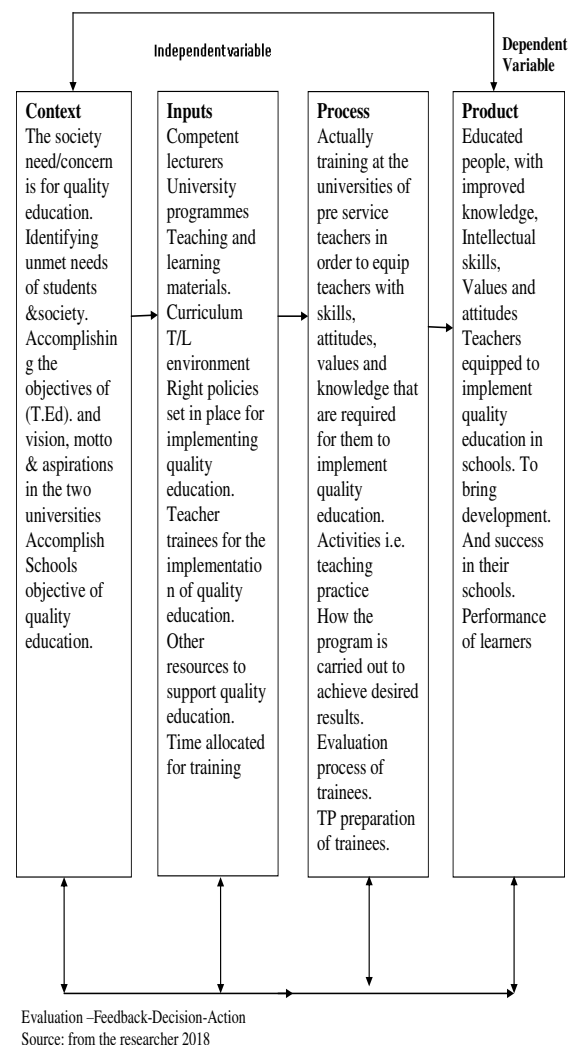 Independent variable
Dependent
Variable
Context
The society
need/concern
is for quality
education.
Identifying
unmet needs
of students
&society.
Accomplishin
g the
objectives of
(T.Ed). and
vision, motto
& aspirations
in the two
universities
Accomplish
Schools
objective of
quality
education.
Inputs
Competent
lecturers
University
programmes
Teaching and
learning
materials.
Curriculum
T/L
environment
Right policies
set in place for
implementing
quality
education.
Teacher
trainees for the
implementatio
n of quality
education.
Other
resources to
support quality
education.
Time allocated
for training
Process
Actually
training at the
universities of
pre service
teachers in
order to equip
teachers with
skills,
attitudes,
values and
knowledge that
are required
for them to
implement
quality
education.
Activities i.e.
teaching
practice
How the
program is
carried out to
achieve desired
results.
Evaluation
process of
trainees.
TP preparation
of trainees.
Product
Educated
people, with
improved
knowledge,
Intellectual
skills,
Values and
attitudes
Teachers
equipped to
implement
quality
education in
schools. To
bring
development.
And success
in their
schools.
Performance
of learners
Evaluation –Feedback-Decision-Action
Source: from the researcher 2018